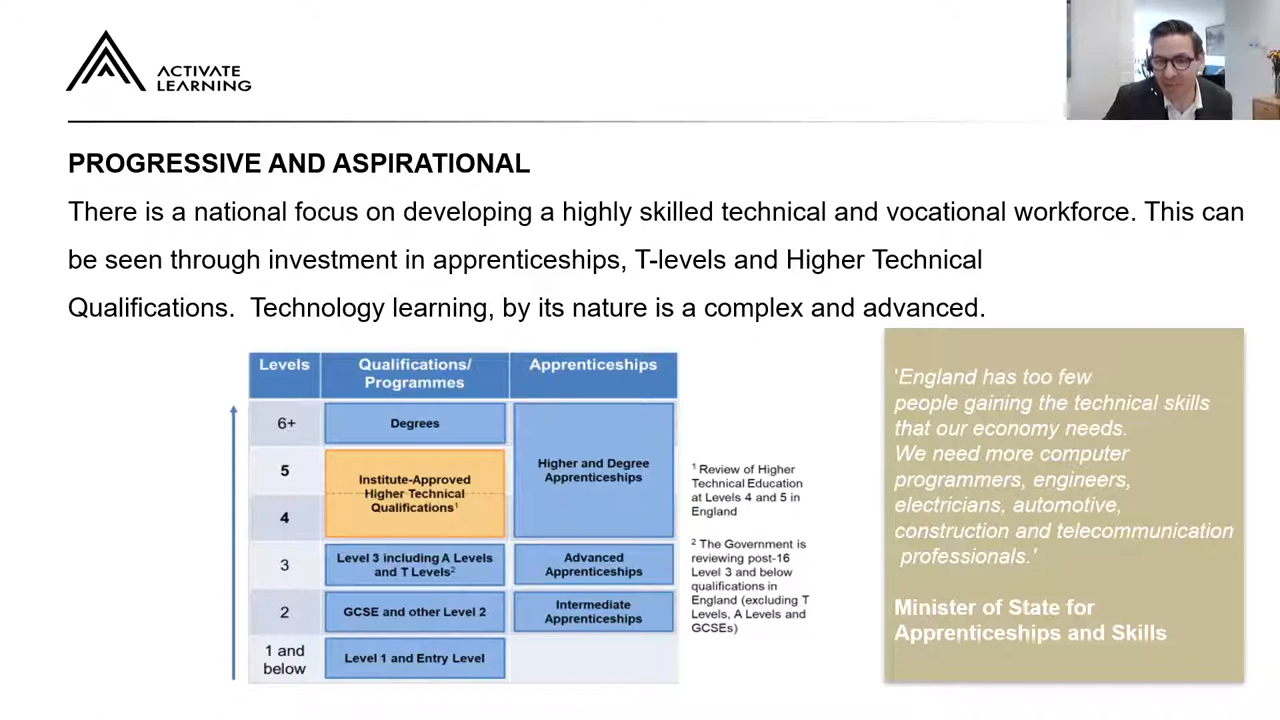 ACTIVATE
LEARNING
PROGRESSIVE AND ASPIRATIONAL
There is a national focus on developing a highly skilled technical and vocational workforce. This can
be seen through investment in apprenticeships, T-levels and Higher Technical
Qualifications.  Technology learning, by its nature is a complex and advanced.
Levels
Qualifications/
Programmes
Apprenticeships
6+
Degrees
Higher and Degree
Apprenticeships
5
4
Institute-Approved
Higher Technical
Qualifications¹
3
Level 3 including A Levels
and T Levels²
Advanced
Apprenticeships
2
GCSE and other Level 2
Intermediate
Apprenticeships
1 and
below
Level 1 and Entry Level
¹ Review of Higher
Technical Education
at Levels 4 and 5 in
England
² The Government is
reviewing post-16
Level 3 and below
qualifications in
England (excluding T
Levels, A Levels and
GCSEs)
'England has too few
people gaining the technical skills
that our economy needs.
We need more computer
programmers, engineers,
electricians, automotive,
construction and telecommunication
professionals.'
Minister of State for
Apprenticeships and Skills